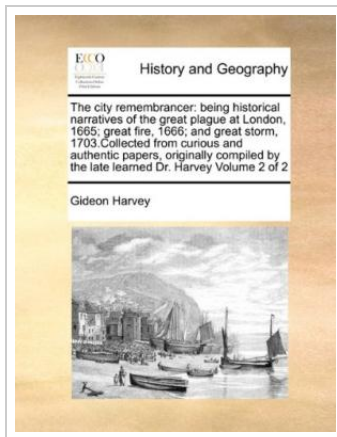 ECCO
History and Geography
The city remembrancer: being historical
narratives of the great plague at London,
1665; great fire, 1666; and great storm,
1703.Collected from curious and
authentic papers, originally compiled by
the late learned Dr. Harvey Volume 2 of 2
Gideon Harvey